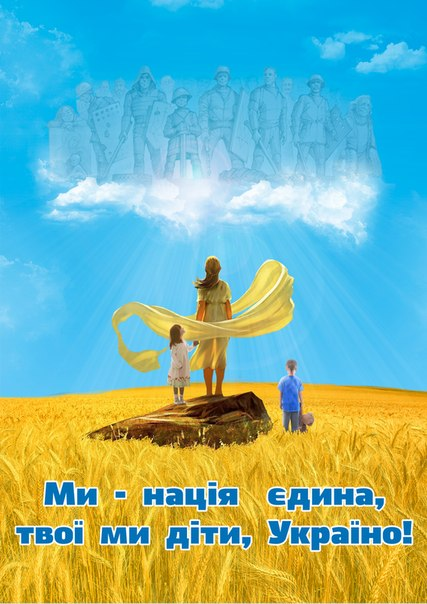 Ми - нація єдина,
твої ми діти, Україно!